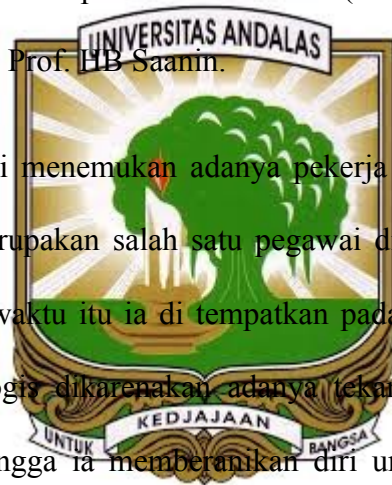 UNIVERSITAS ANDALAS
Prof. HB Saanin.
i menemukan adanya pekerja
rupakan salah satu pegawai d
waktu itu ia di tempatkan pada
ogis dikarenakan adanya teka
KEDJAJAAN
UNTUK BANGSA
ngga ia memberanikan diri u